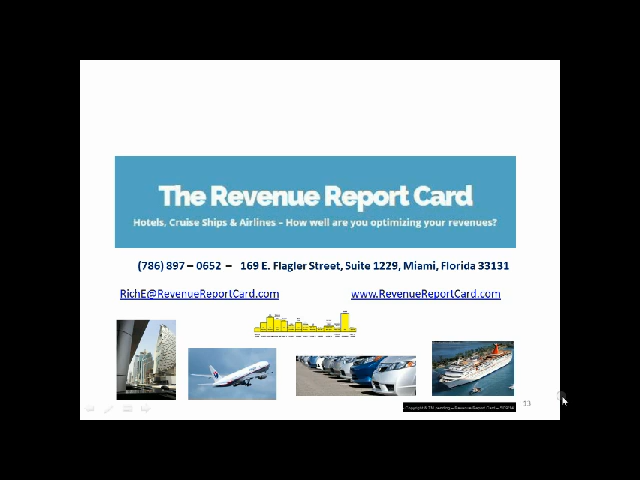 The Revenue Report Card
Hotels, Cruise Ships & Airlines – How well are you optimizing your revenues?
(786) 897 – 0652 – 169 E. Flagler Street, Suite 1229, Miami, Florida 33131
RichE@RevenueReportCard.com www.RevenueReportCard.com
13